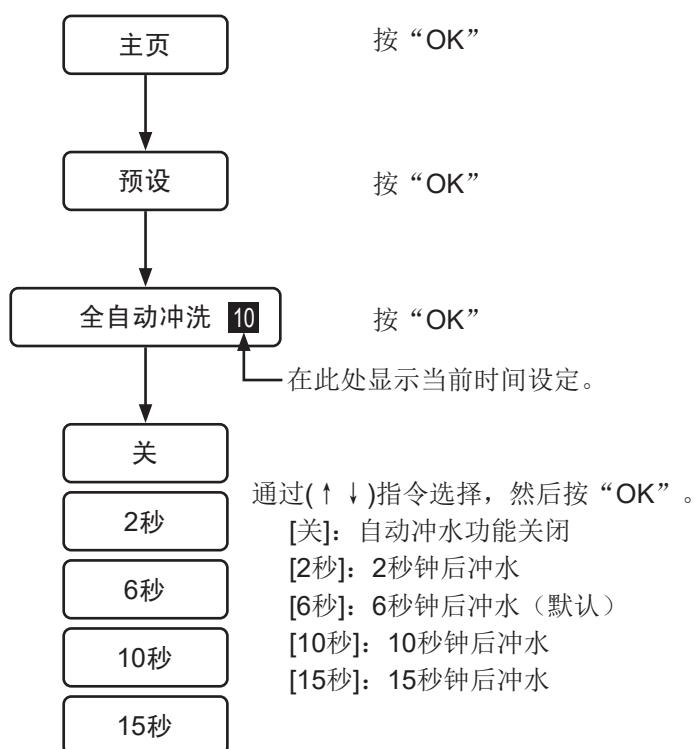 主页 按“OK”
预设 按“OK”
全自动冲洗 10 按“OK”
在此处显示当前时间设定。
关
通过(↑↓)指令选择，然后按“OK”。
2秒
[关]：自动冲水功能关闭
[2秒]：2秒钟后冲水
6秒
[6秒]：6秒钟后冲水（默认）
10秒
[10秒]：10秒钟后冲水
[15秒]：15秒钟后冲水
15秒